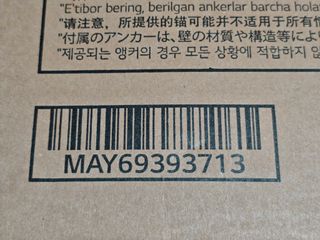 "E'tibor bering, berilgan ankerlar barcha hola
"请注意，所提供的锚可能并不适用于所有情
"付属のアンカーは、壁の材質や構造等により
"제공되는 앵커의 경우 모든 상황에 적합하지 않
MAY69393713